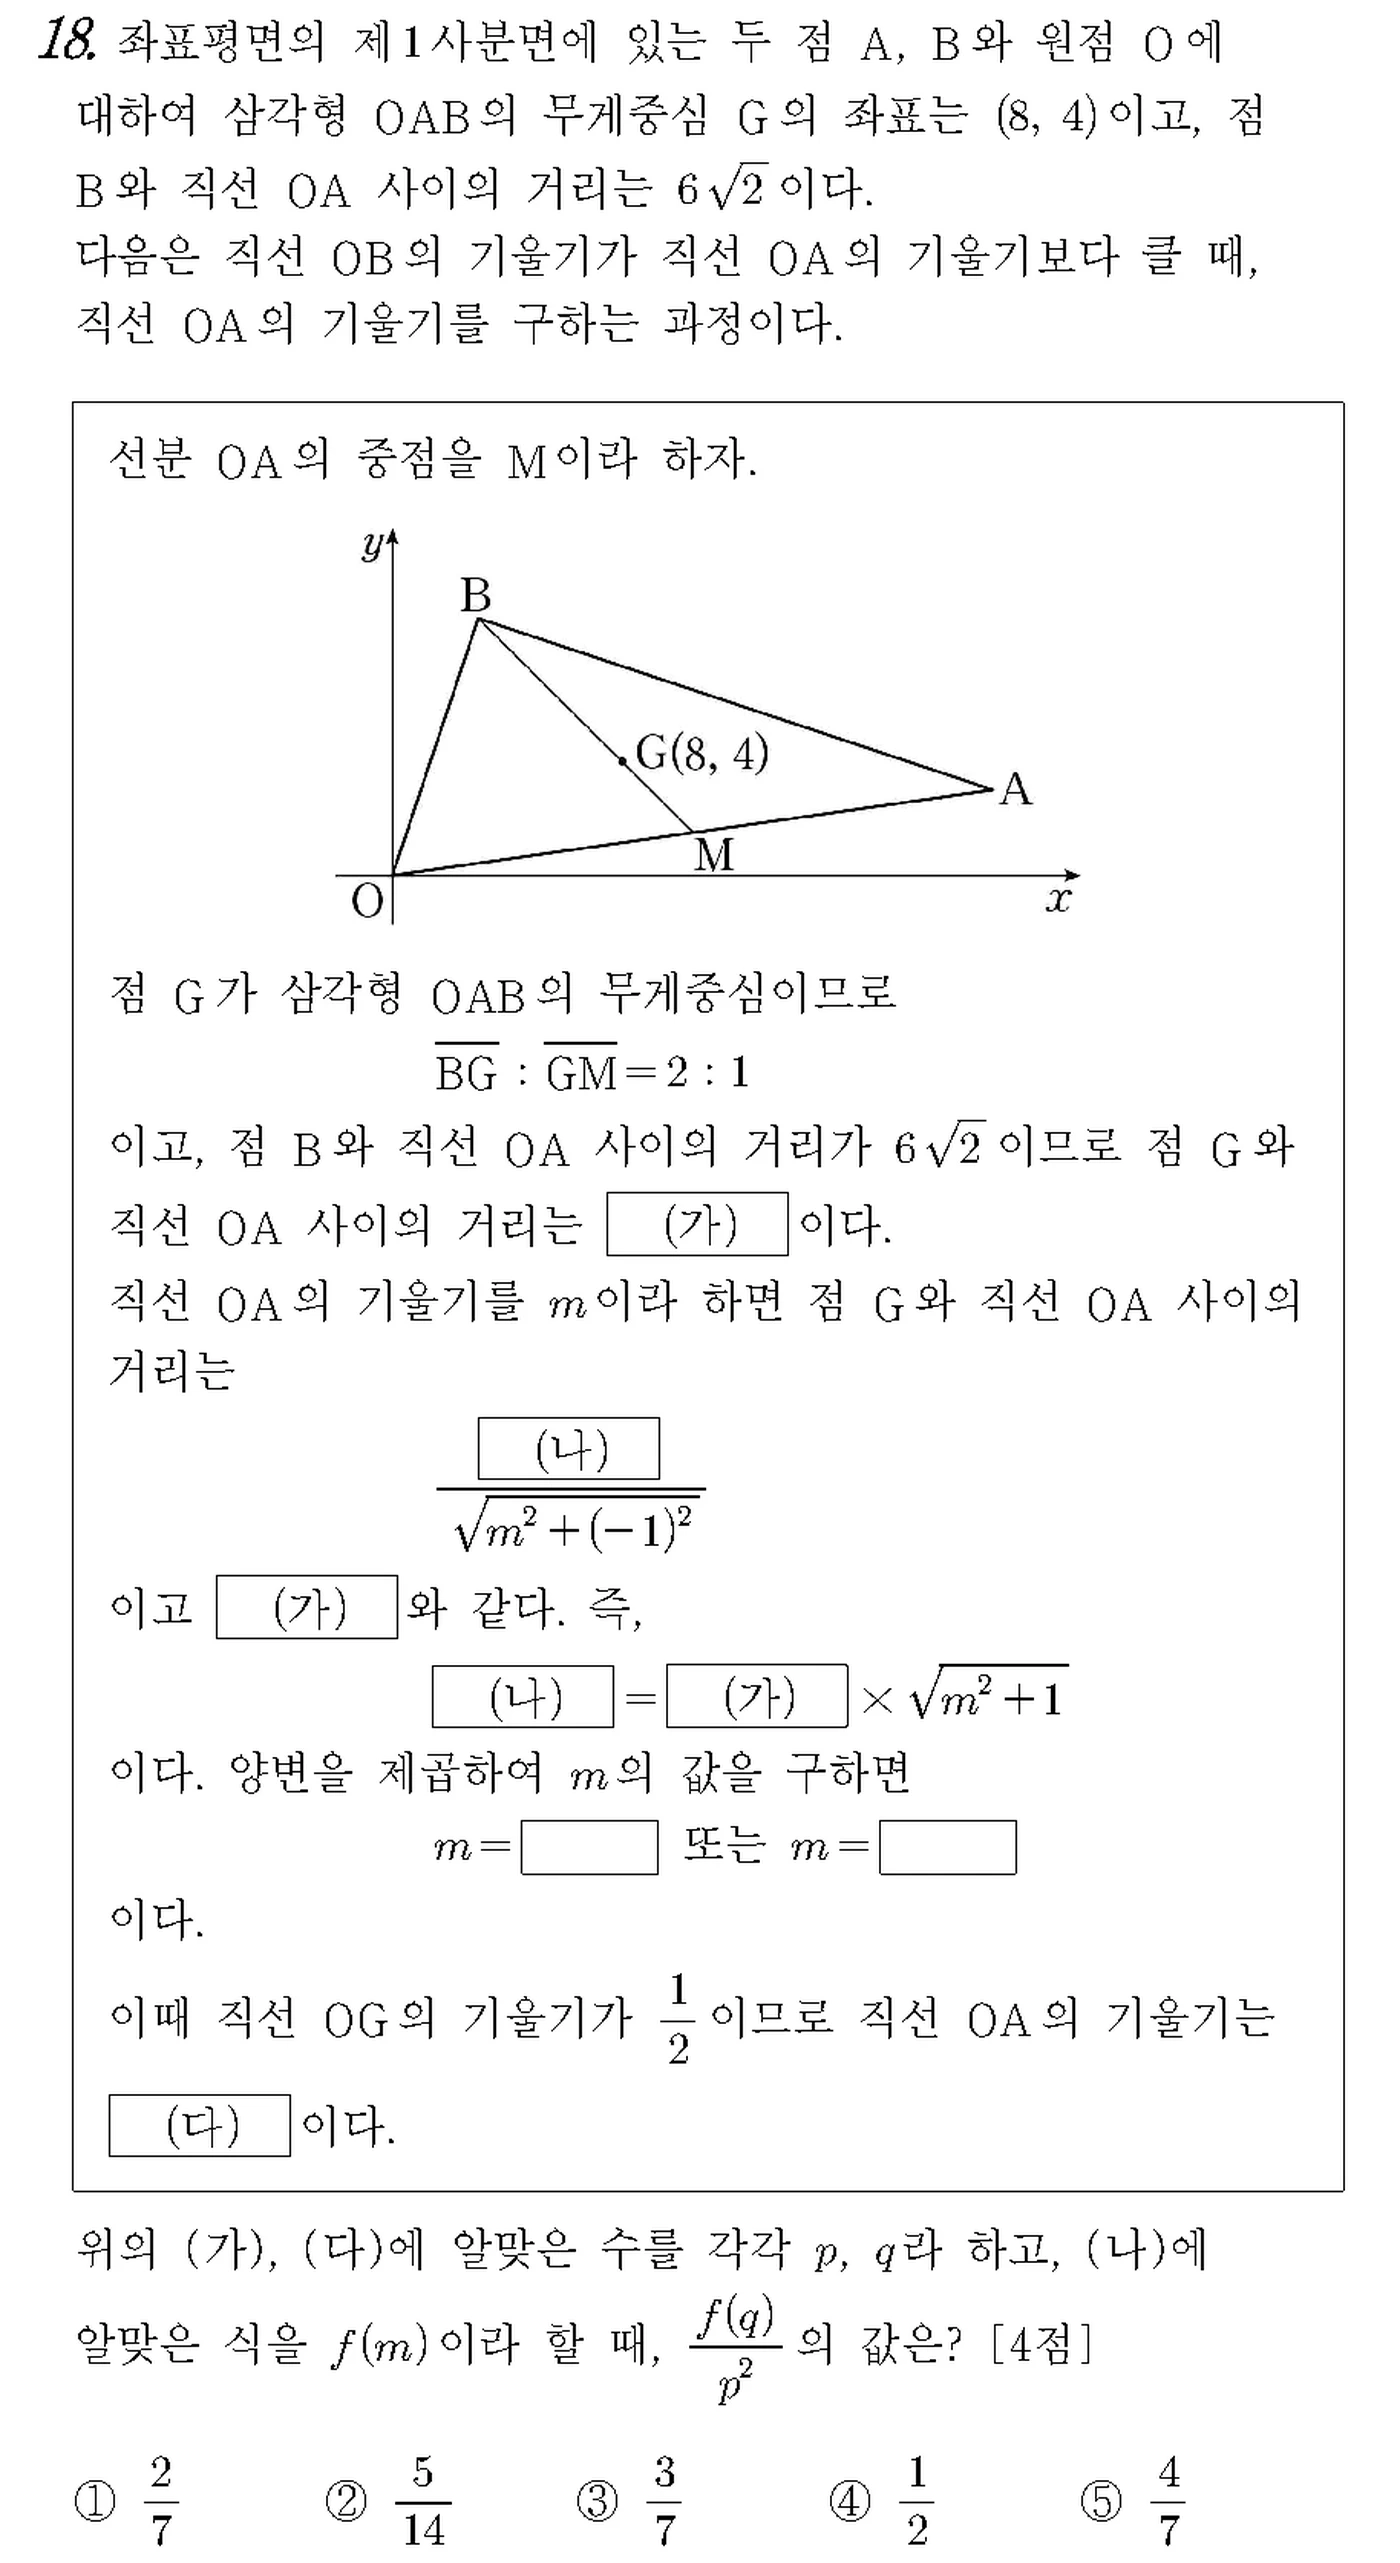 18. 좌표평면의 제1사분면에 있는 두 점 A, B와 원점 O에
대하여 삼각형 OAB의 무게중심 G의 좌표는 (8, 4)이고, 점
B와 직선 OA 사이의 거리는 6√2이다.
다음은 직선 OB의 기울기가 직선 OA의 기울기보다 클 때,
직선 OA의 기울기를 구하는 과정이다.
선분 OA의 중점을 M이라 하자.
y
B
G(8, 4)
A
M
O
x
점 G가 삼각형 OAB의 무게중심이므로
\overline{BG} : \overline{GM} = 2 : 1
이고, 점 B와 직선 OA 사이의 거리가 6√2이므로 점 G와
직선 OA 사이의 거리는 (가) 이다.
직선 OA의 기울기를 m이라 하면 점 G와 직선 OA 사이의
거리는
(나)
√(m²+(-1)²)
이고 (가) 와 같다. 즉,
(나) = (가) × √(m²+1)
이다. 양변을 제곱하여 m의 값을 구하면
m= 또는 m=
이다.
이때 직선 OG의 기울기가 1/2이므로 직선 OA의 기울기는
(다) 이다.
위의 (가), (다)에 알맞은 수를 각각 p, q라 하고, (나)에
알맞은 식을 f(m)이라 할 때, f(q)/p²의 값은? [4점]
① 2/7 ② 5/14 ③ 3/7 ④ 1/2 ⑤ 4/7